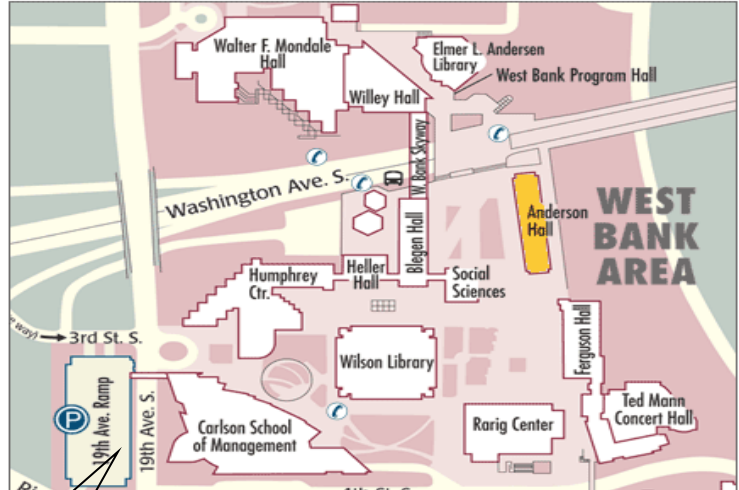 Walter F. Mondale
Hall
Elmer L. Andersen
Library
West Bank Program Hall
Willey Hall
W. Bank Skyway
Washington Ave. S.
Anderson
Hall
WEST
BANK
AREA
Blegen Hall
Heller
Hall
Humphrey
Ctr.
Social
Sciences
way)
3rd St. S.
Wilson Library
Ferguson Hall
P
19th Ave. Ramp
19th Ave. S.
Carlson School
of Management
Rarig Center
Ted Mann
Concert Hall